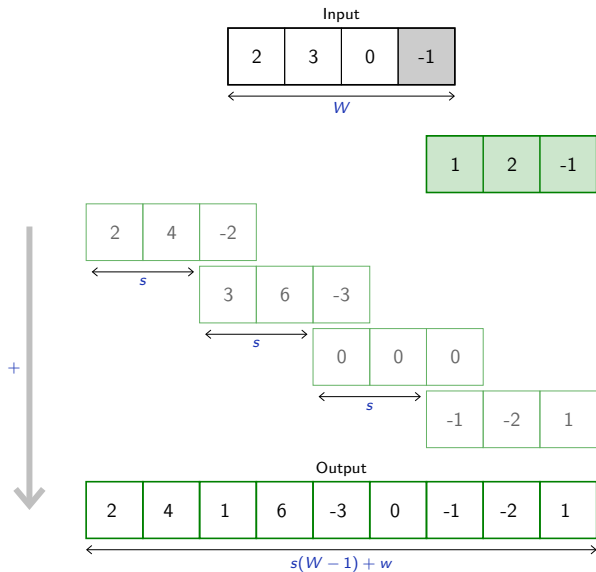 Input
2 3 0 -1
W
1 2 -1
2 4 -2
s
3 6 -3
s
0 0 0
+
s
-1 -2 1
Output
2 4 1 6 -3 0 -1 -2 1
s(W − 1) + w